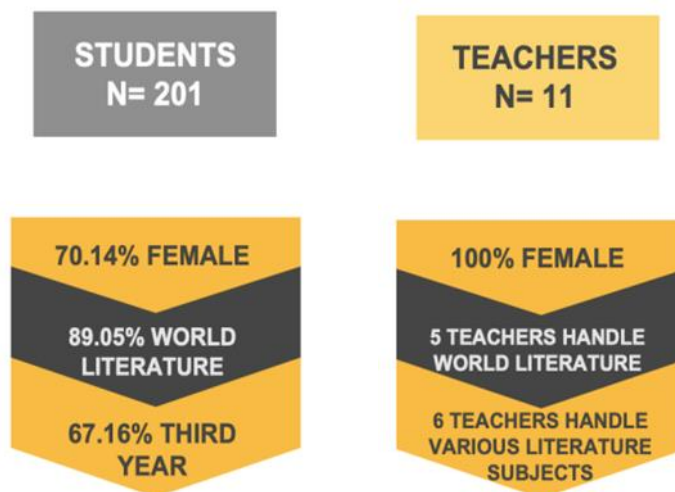 STUDENTS
N= 201
TEACHERS
N= 11
70.14% FEMALE
89.05% WORLD
LITERATURE
67.16% THIRD
YEAR
100% FEMALE
5 TEACHERS HANDLE
WORLD LITERATURE
6 TEACHERS HANDLE
VARIOUS LITERATURE
SUBJECTS